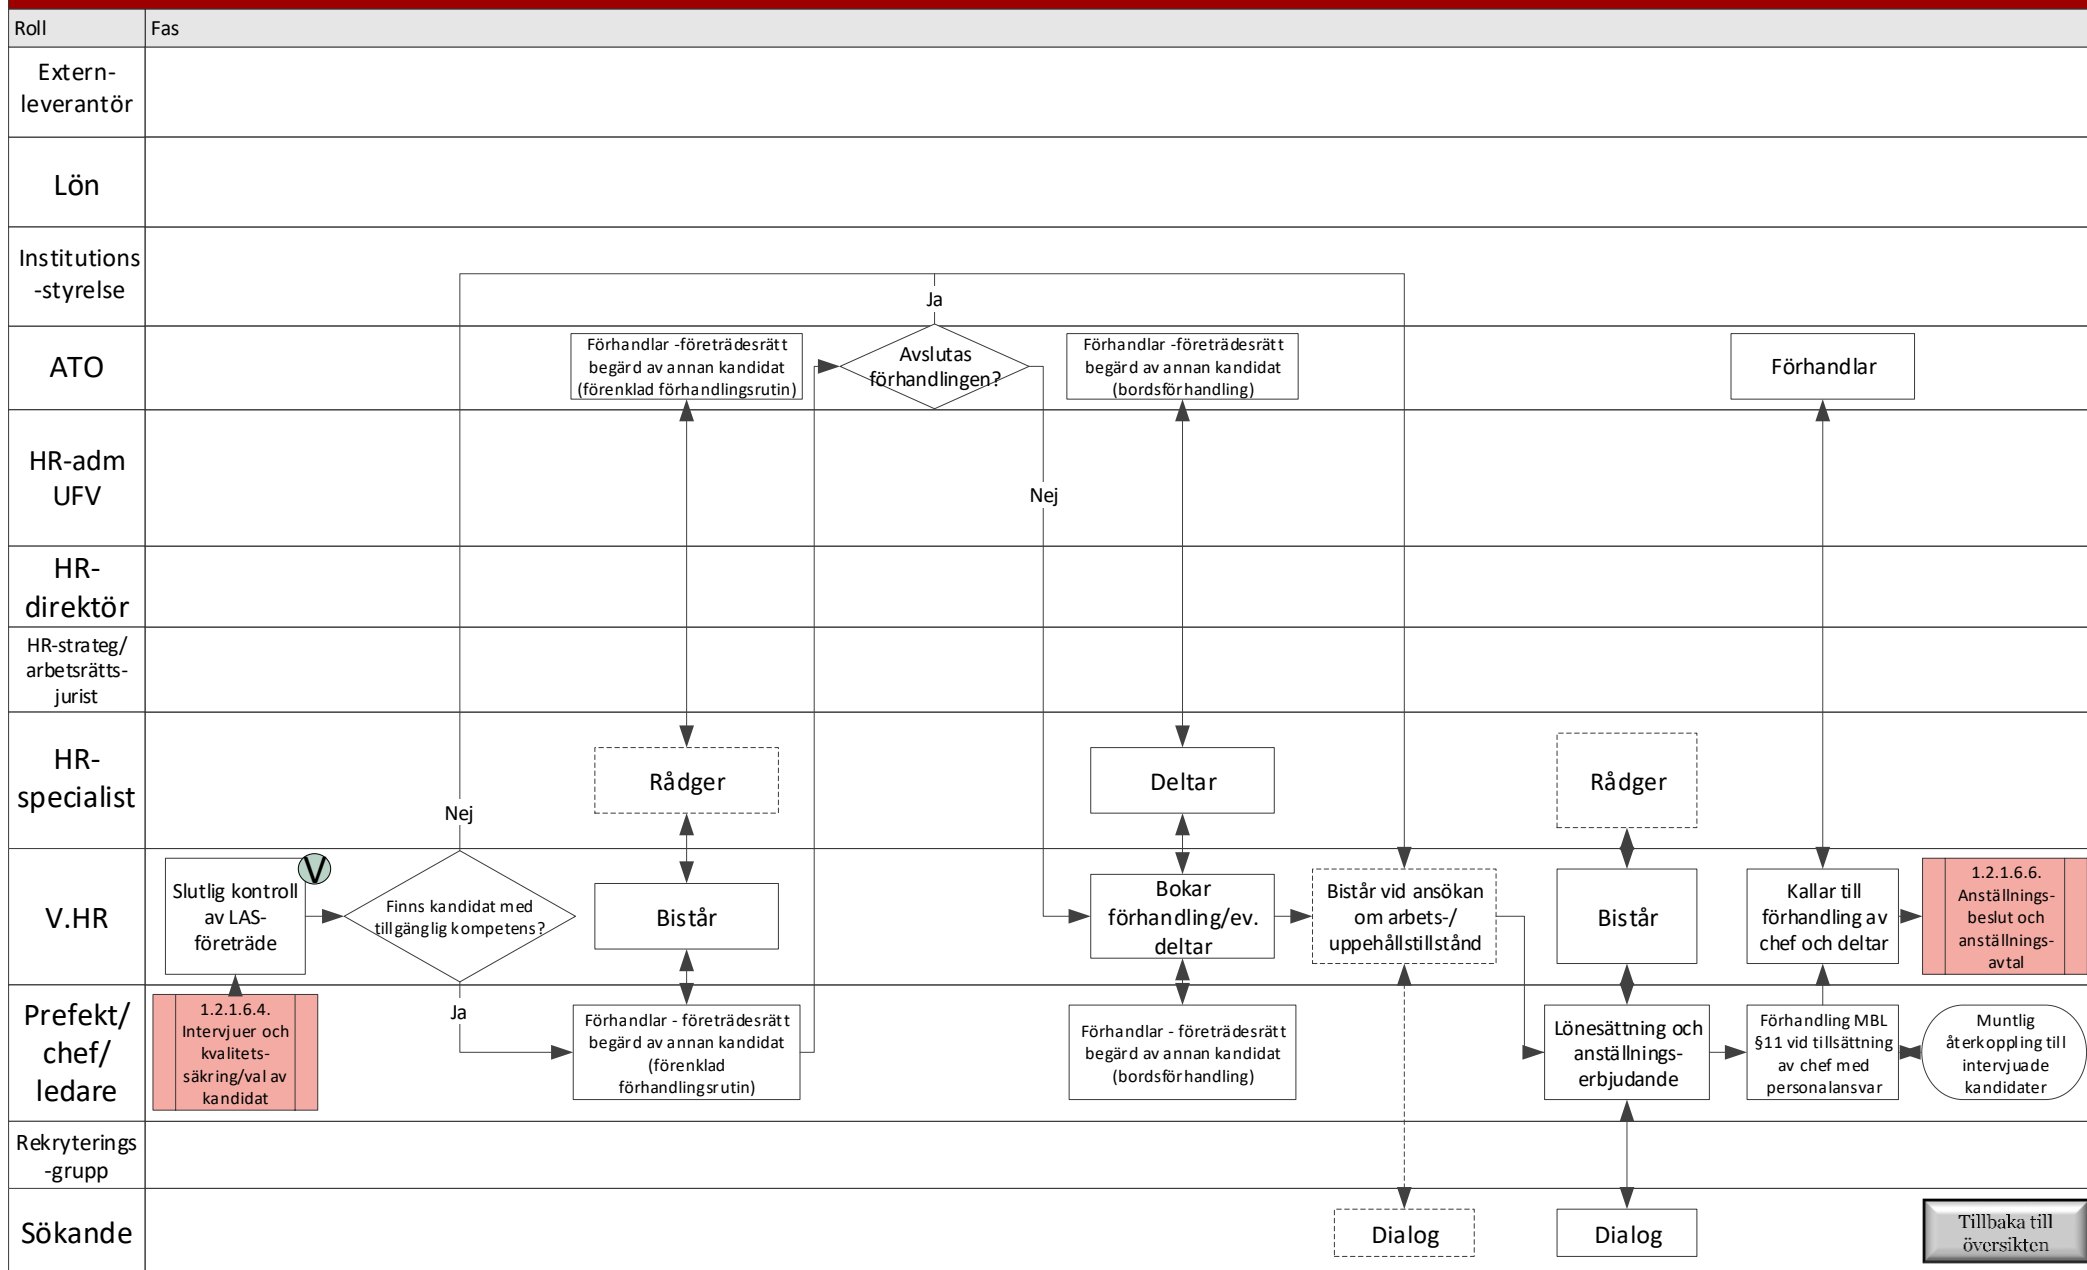 Roll
Fas
Extern-
leverantör
Lön
Institutions
-styrelse
Ja
ATO
Förhandlar -företrädesrätt
begärd av annan kandidat
(förenklad förhandlingsrutin)
Avslutas
förhandlingen?
Förhandlar -företrädesrätt
begärd av annan kandidat
(bordsförhandling)
Förhandlar
HR-adm
UFV
Nej
HR-
direktör
HR-strateg/
arbetsrätts-
jurist
HR-
specialist
Nej
Rådger
Deltar
Rådger
V.HR
Slutlig kontroll
av LAS-
företräde
V
Finns kandidat med
tillgänglig kompetens?
Bistår
Bokar
förhandling/ev.
deltar
Bistår vid ansökan
om arbets-/
uppehållstillstånd
Bistår
Kallar till
förhandling av
chef och deltar
1.2.1.6.6.
Anställnings-
beslut och
anställnings-
avtal
Prefekt/
chef/
ledare
1.2.1.6.4.
Intervjuer och
kvalitets-
säkring/val av
kandidat
Ja
Förhandlar - företrädesrätt
begärd av annan kandidat
(förenklad
förhandlingsrutin)
Förhandlar - företrädesrätt
begärd av annan kandidat
(bordsförhandling)
Lönesättning och
anställnings-
erbjudande
Förhandling MBL
§11 vid tillsättning
av chef med
personalansvar
Muntlig
återkoppling till
intervjuade
kandidater
Rekryterings
-grupp
Sökande
Dialog
Dialog
Tillbaka till
översikten